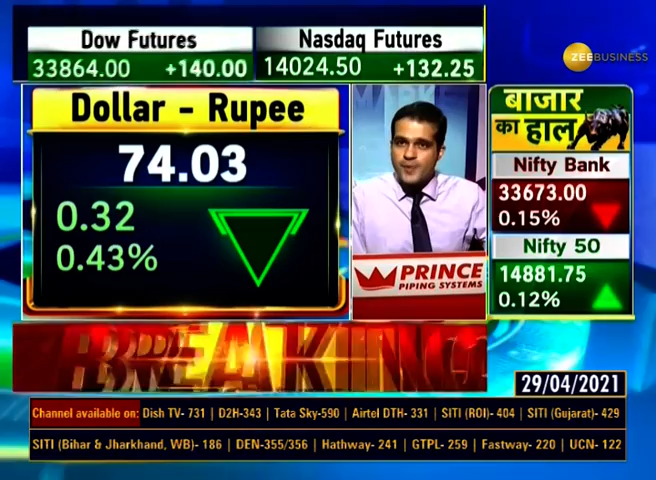 Dow Futures
33864.00 +140.00
Nasdaq Futures
14024.50 +132.25
ZEE BUSINESS
Dollar - Rupee
74.03
0.32
0.43%
PRINCE
PIPING SYSTEMS
बाजार
का हाल
Nifty Bank
33673.00
0.15%
Nifty 50
14881.75
0.12%
BREAKING
29/04/2021
Channel available on: Dish TV- 731 | D2H-343 | Tata Sky-590 | Airtel DTH- 331 | SITI (ROI)- 404 | SITI (Gujarat)- 429
SITI (Bihar & Jharkhand, WB)- 186 | DEN-355/356 | Hathway- 241 | GTPL- 259 | Fastway- 220 | UCN- 122